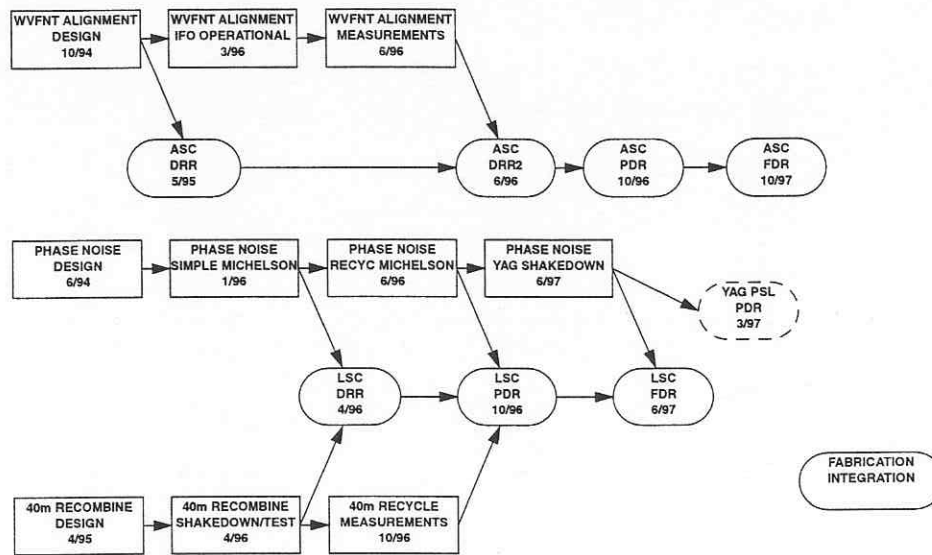 WVFNT ALIGNMENT
DESIGN
10/94
WVFNT ALIGNMENT
IFO OPERATIONAL
3/96
WVFNT ALIGNMENT
MEASUREMENTS
6/96
ASC
DRR
5/95
ASC
DRR2
6/96
ASC
PDR
10/96
ASC
FDR
10/97
PHASE NOISE
DESIGN
6/94
PHASE NOISE
SIMPLE MICHELSON
1/96
PHASE NOISE
RECYC MICHELSON
6/96
PHASE NOISE
YAG SHAKEDOWN
6/97
YAG PSL
PDR
3/97
LSC
DRR
4/96
LSC
PDR
10/96
LSC
FDR
6/97
FABRICATION
INTEGRATION
40m RECOMBINE
DESIGN
4/95
40m RECOMBINE
SHAKEDOWN/TEST
4/96
40m RECYCLE
MEASUREMENTS
10/96